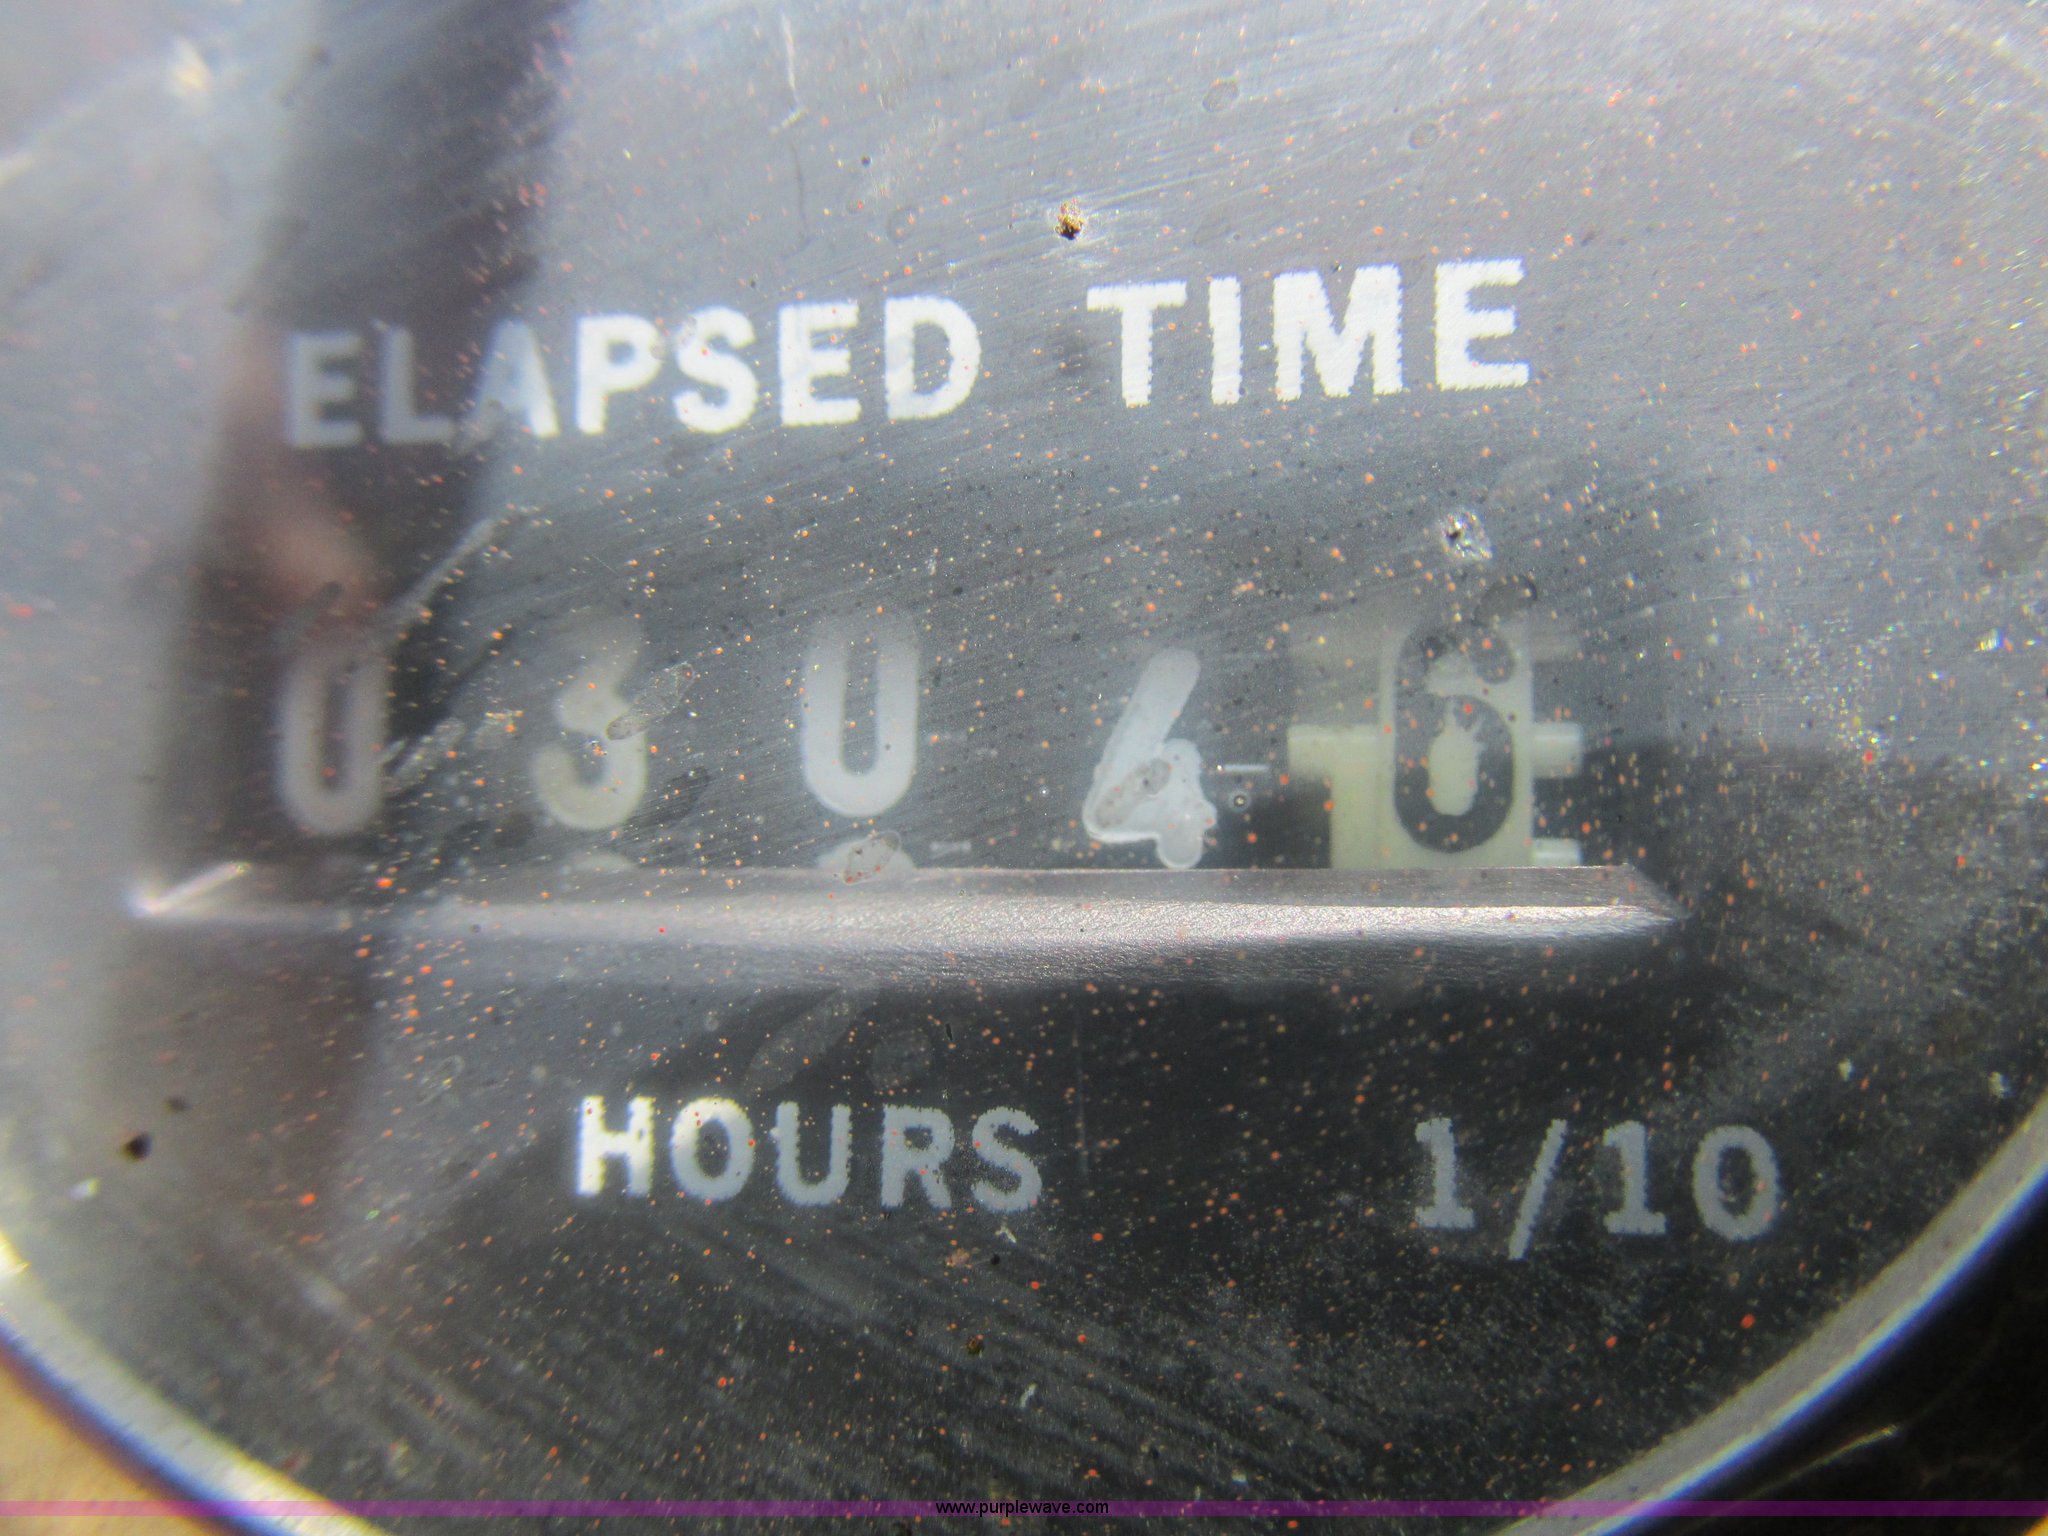 ELAPSED TIME
03046
HOURS 1/10
www.purplewave.com